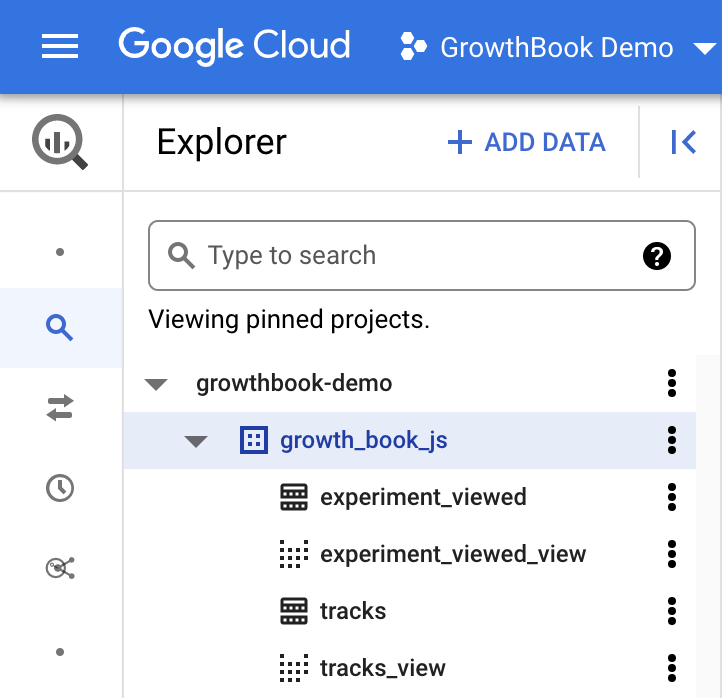 Google Cloud GrowthBook Demo
Explorer + ADD DATA
Type to search ?
Viewing pinned projects.
growthbook-demo
growth_book_js
experiment_viewed
experiment_viewed_view
tracks
tracks_view